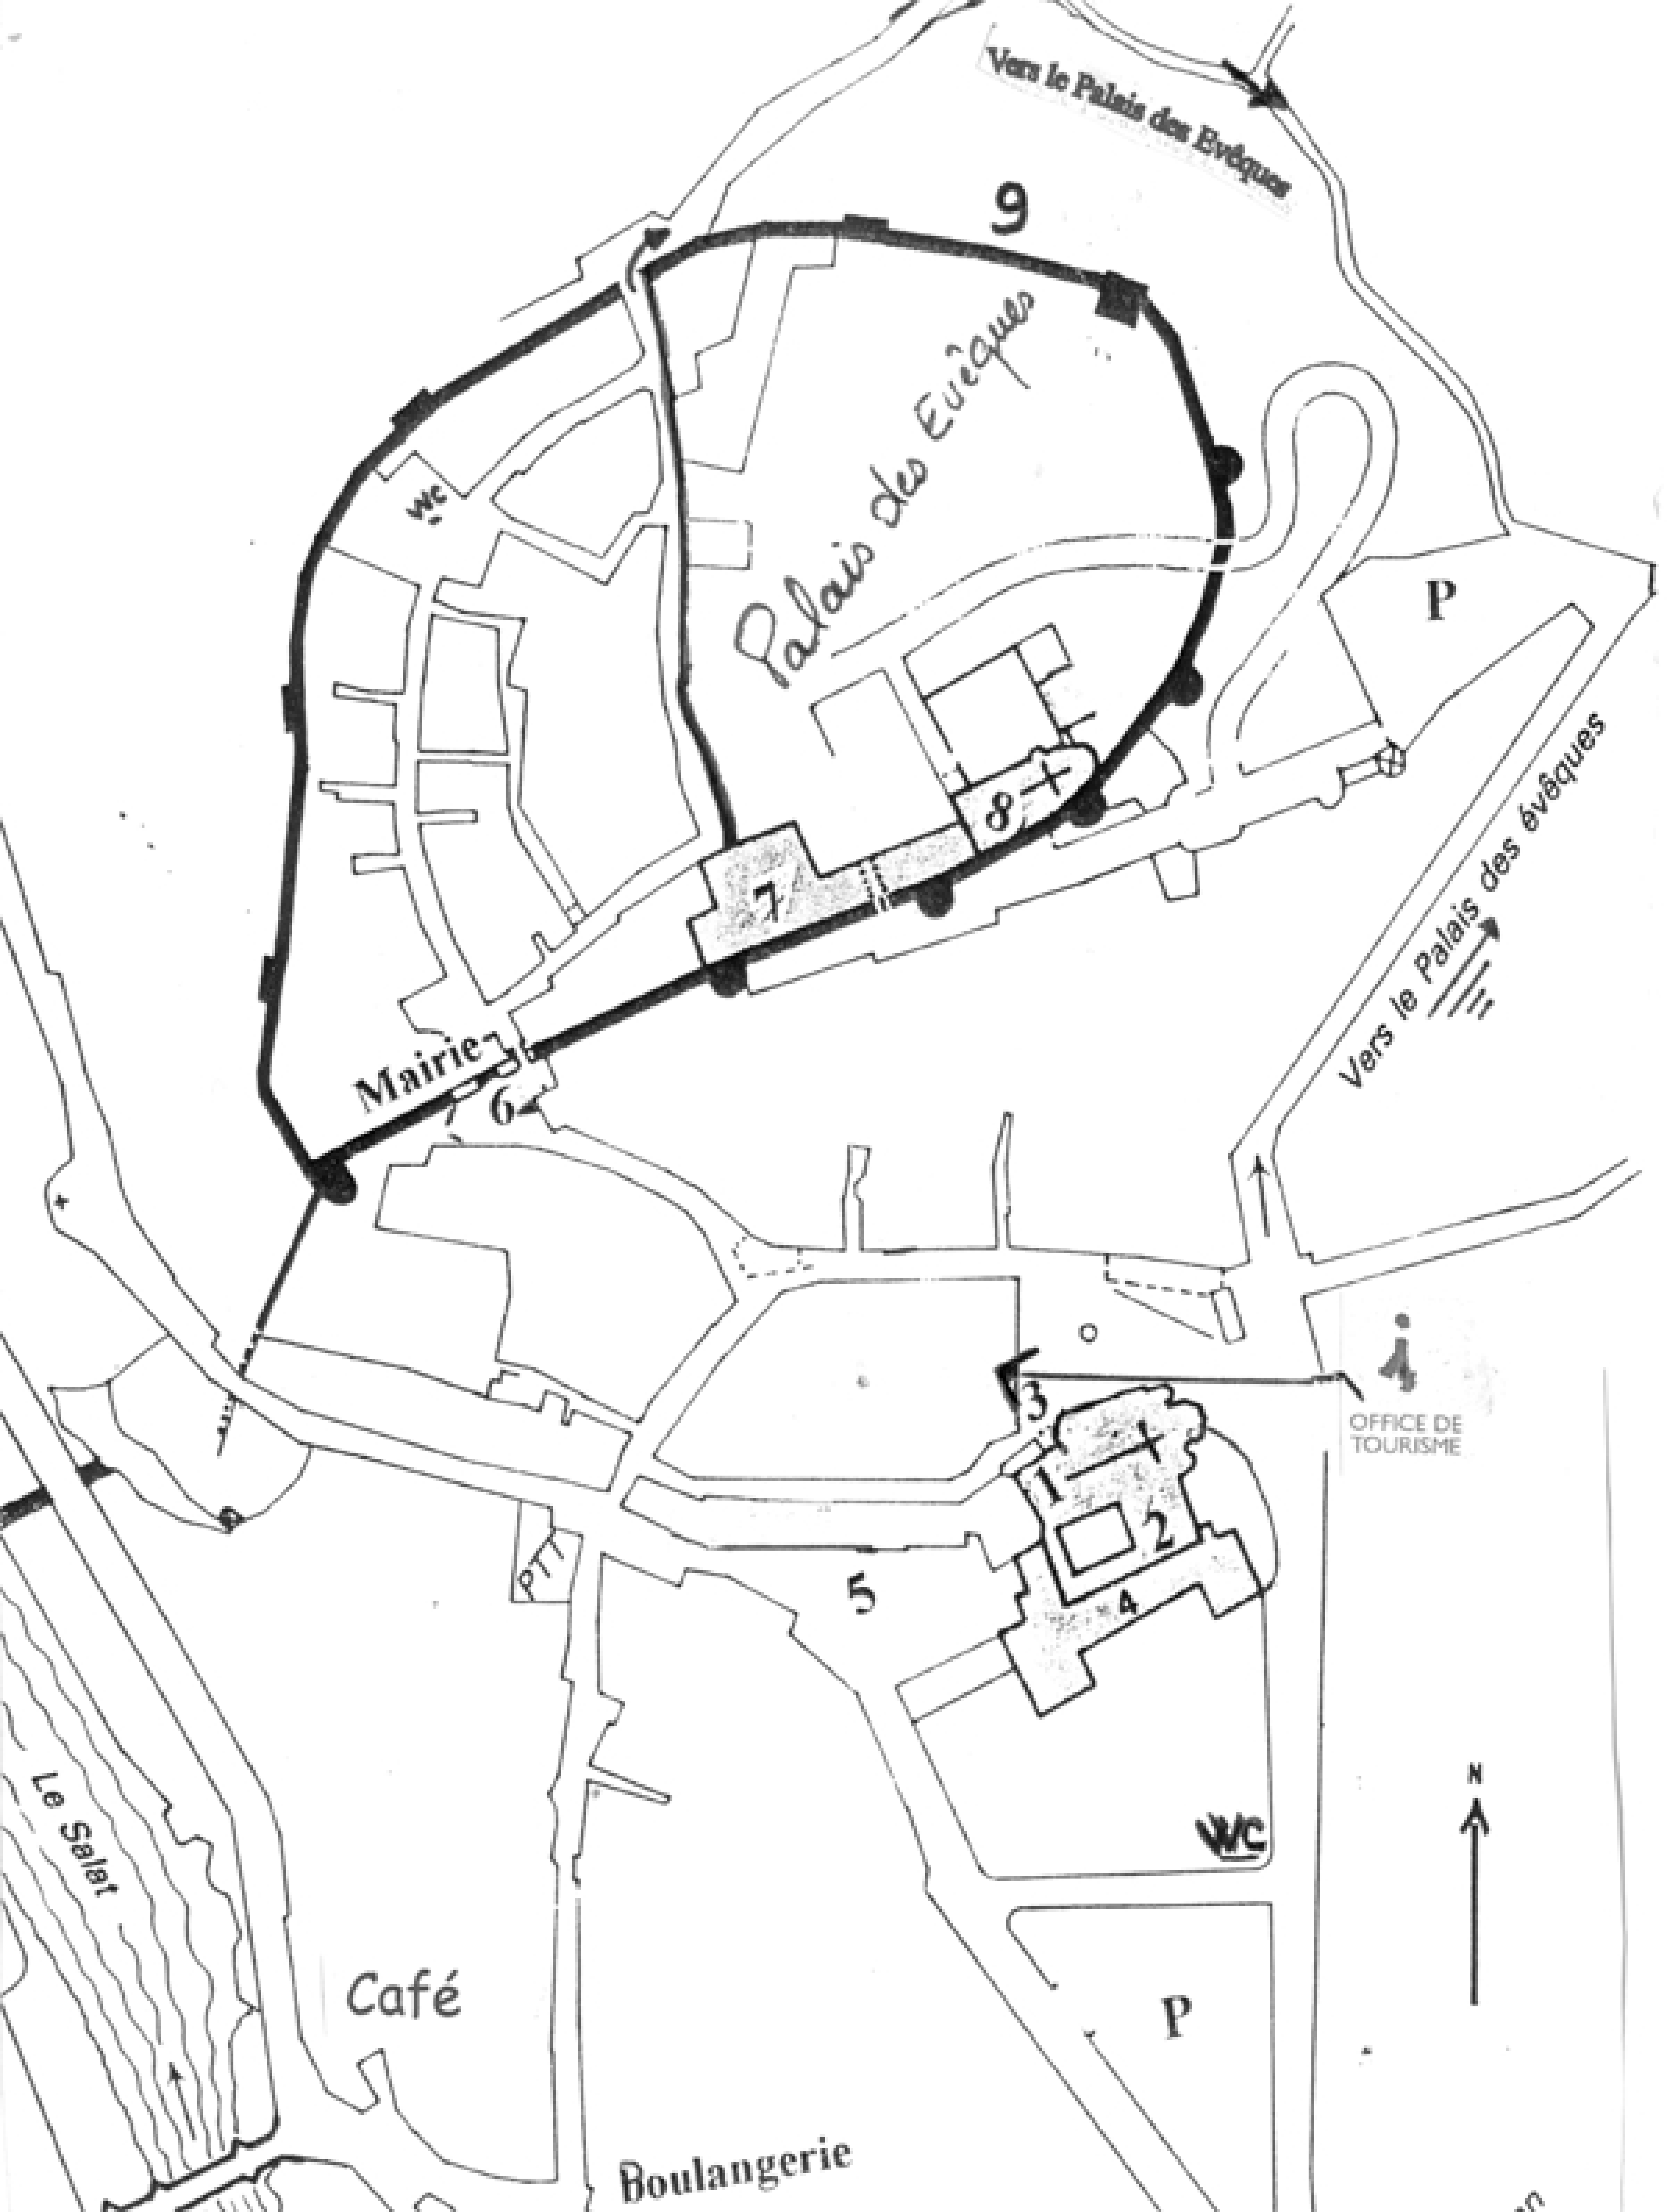 Vers le Palais des Evêques
9
Palais des Evêques
WC
P
8
7
Vers le Palais des évêques
Mairie
6
i
OFFICE DE
TOURISME
3
1
2
PTT
5
4
N
Le Salat
WC
Café
P
Boulangerie